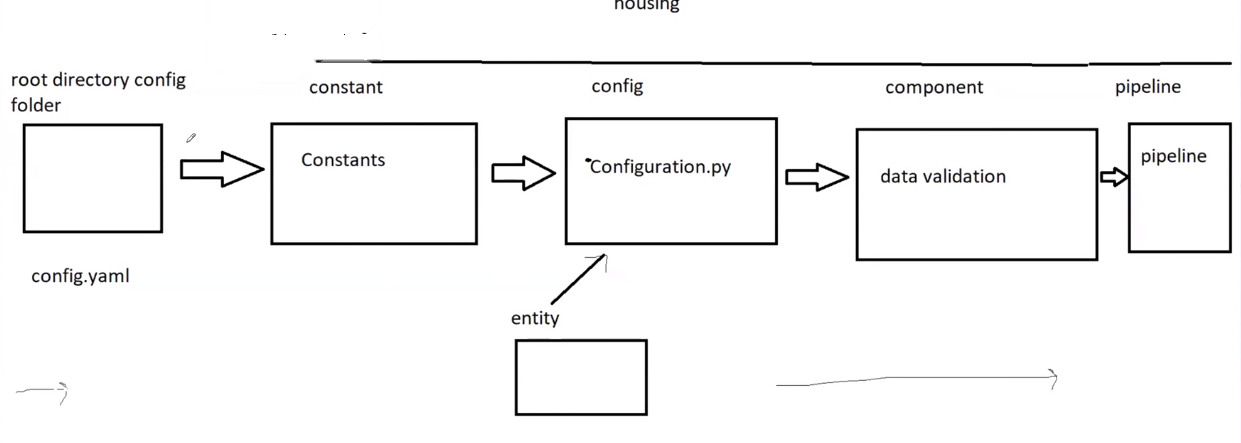 housing
root directory config
folder
constant
config
component
pipeline
Constants
Configuration.py
data validation
pipeline
config.yaml
entity